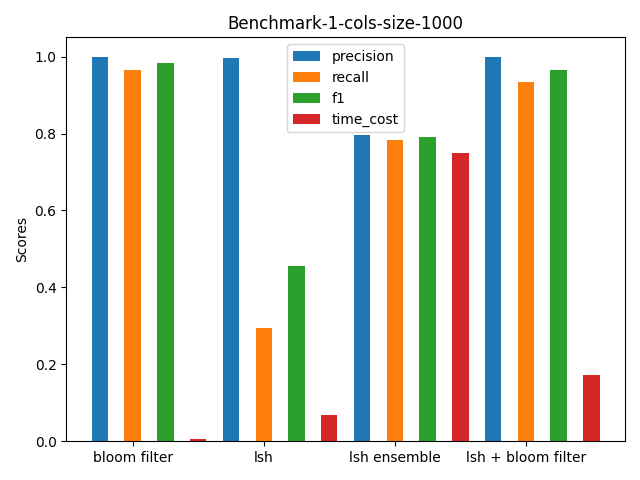 Benchmark-1-cols-size-1000
precision
recall
f1
time_cost
Scores
1.0
0.8
0.6
0.4
0.2
0.0
bloom filter
lsh
lsh ensemble
lsh + bloom filter